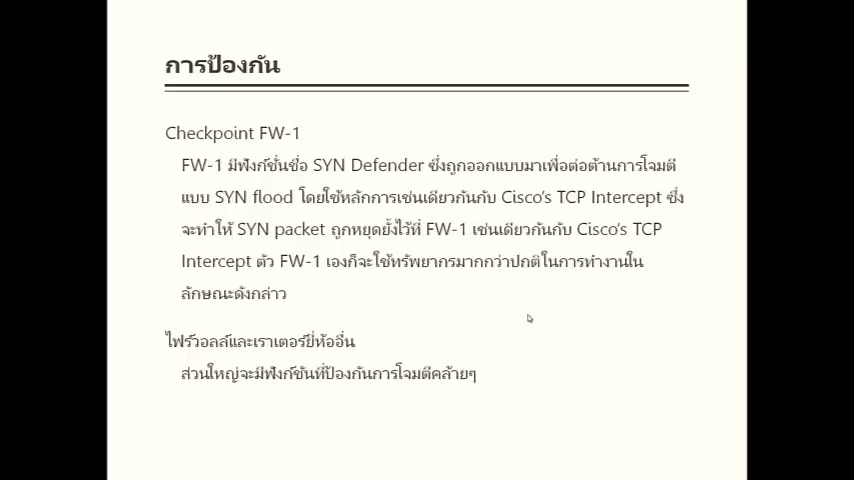 การป้องกัน
Checkpoint FW-1
FW-1 มีฟังก์ชั่นชื่อ SYN Defender ซึ่งถูกออกแบบมาเพื่อต่อต้านการโจมตี
แบบ SYN flood โดยใช้หลักการเช่นเดียวกันกับ Cisco's TCP Intercept ซึ่ง
จะทำให้ SYN packet ถูกหยุดยั้งไว้ที่ FW-1 เช่นเดียวกันกับ Cisco's TCP
Intercept ตัว FW-1 เองก็จะใช้ทรัพยากรมากกว่าปกติในการทำงานใน
ลักษณะดังกล่าว
ไฟร์วอลล์และเราเตอร์ยี่ห้ออื่น
ส่วนใหญ่จะมีฟังก์ชันที่ป้องกันการโจมตีคล้ายๆ